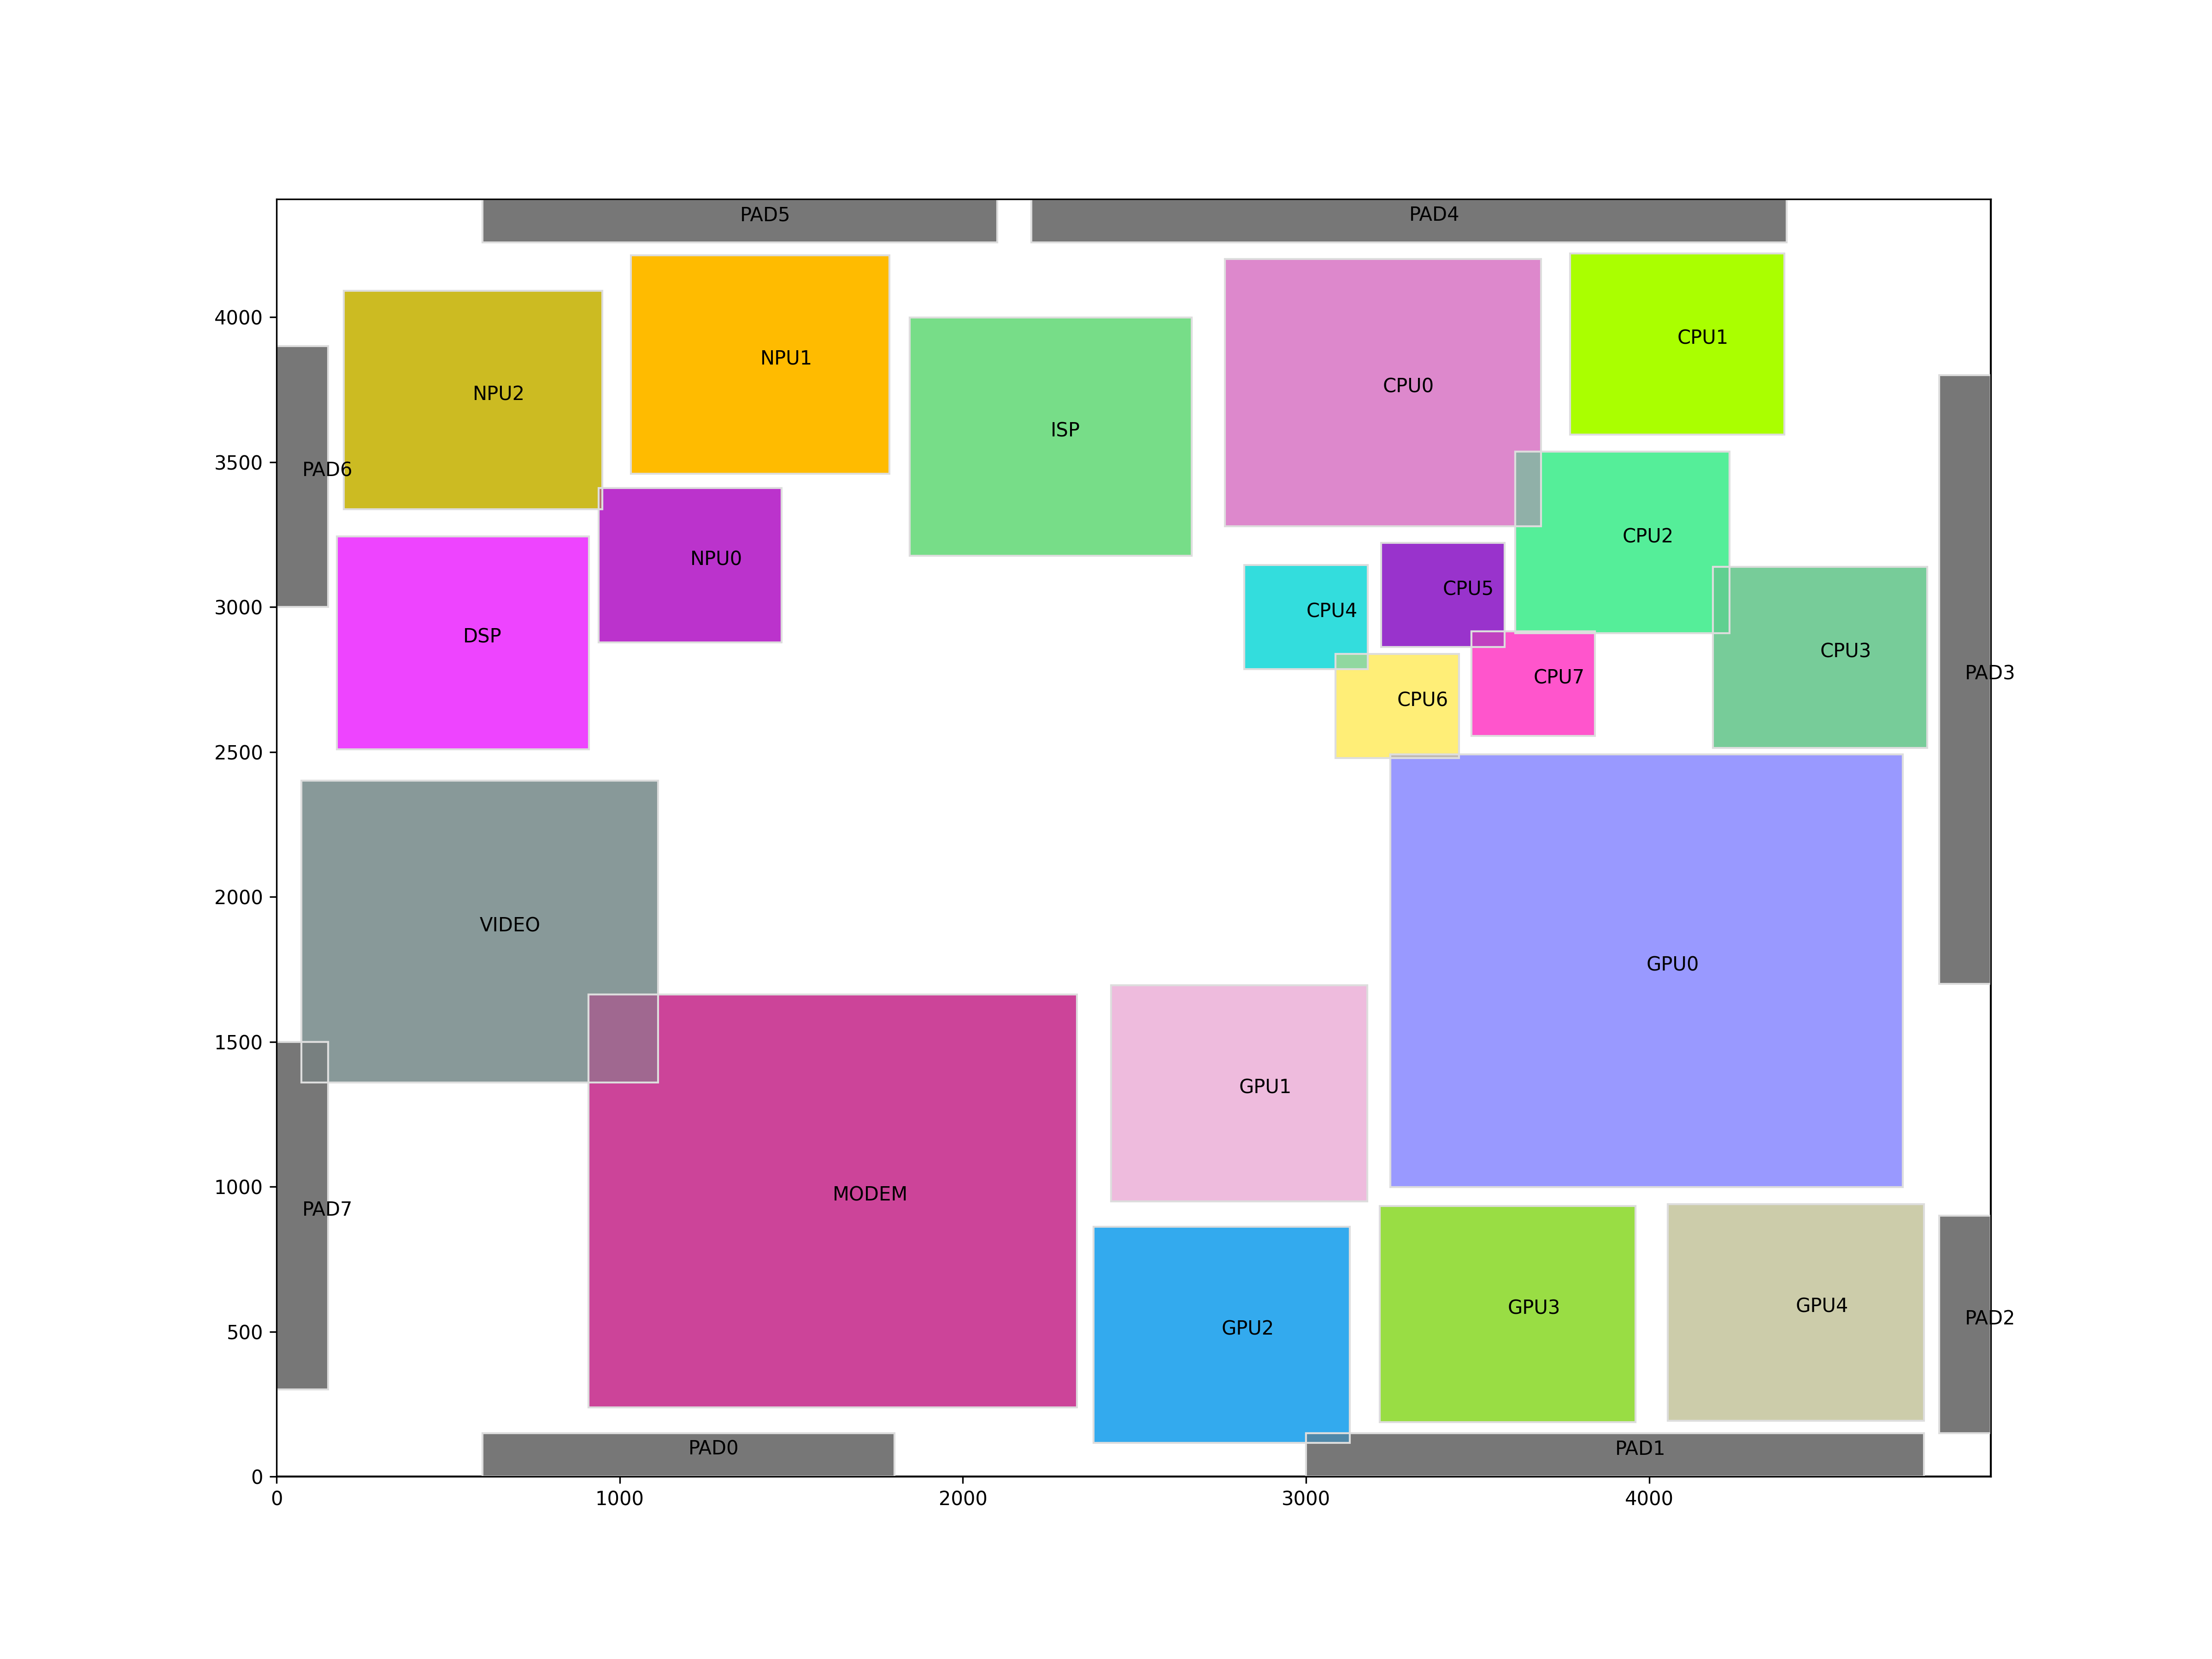 PAD5
PAD4
CPU1
NPU1
CPU0
NPU2
ISP
PAD6
CPU2
NPU0
CPU5
CPU4
DSP
CPU3
CPU7
PAD3
CPU6
VIDEO
GPU0
GPU1
MODEM
PAD7
GPU4
GPU3
PAD2
GPU2
PAD0
PAD1
4000
3500
3000
2500
2000
1500
1000
500
0
0
1000
2000
3000
4000